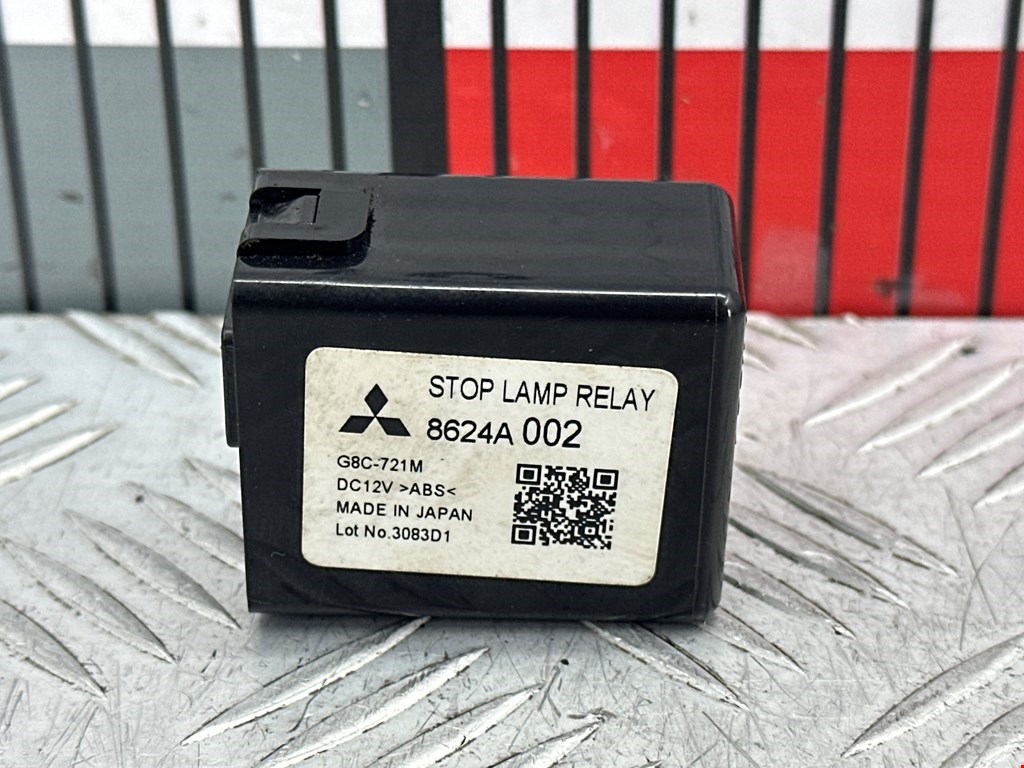 STOP LAMP RELAY
8624A 002
G8C-721M
DC12V >ABS<
MADE IN JAPAN
Lot No.3083D1